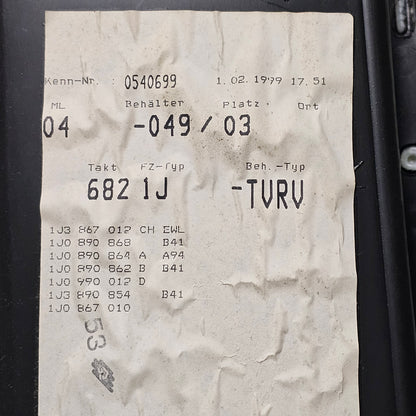 Kenn-Nr. : 0540699 1.02.1999 17.51
ML Behälter Platz Ort
04 -049 / 03
Takt FZ-Typ Beh.-Typ
682 1J -TVRV
1J3 867 012 CH EWL
1J0 890 868 B41
1J0 890 864 A A94
1J0 890 862 B B41
1J0 990 012 D
1J3 890 854 B41
1J0 867 010
53